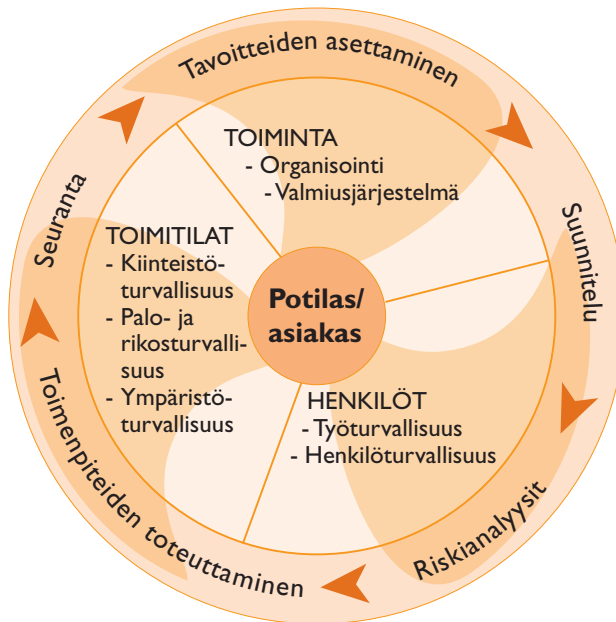 Tavoitteiden asettaminen
Suunnitelu
Riskianalyysit
Toimenpiteiden toteuttaminen
Seuranta
TOIMINTA
- Organisointi
- Valmiusjärjestelmä
TOIMITILAT
- Kiinteistö-
turvallisuus
- Palo- ja
rikosturvalli-
suus
- Ympäristö-
turvallisuus
Potilas/
asiakas
HENKILÖT
- Työturvallisuus
- Henkilöturvallisuus